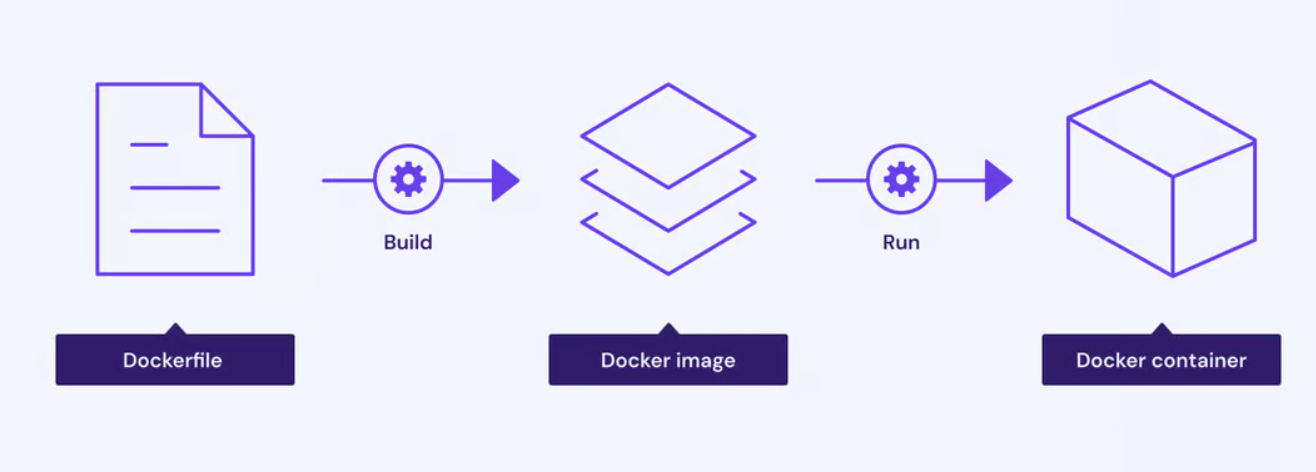 Build
Run
Dockerfile
Docker image
Docker container